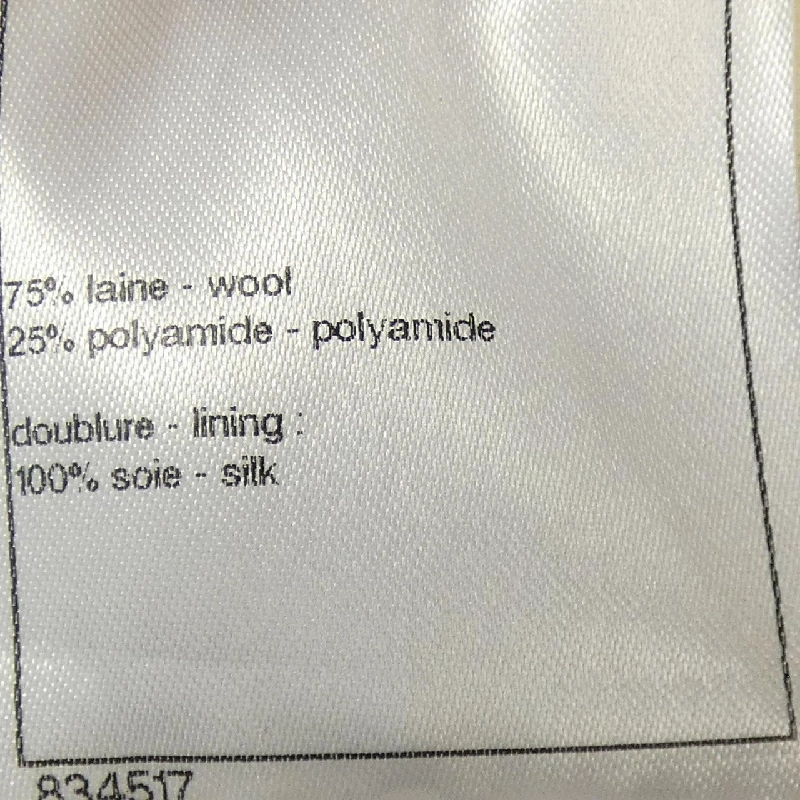 75% laine - wool
25% polyamide - polyamide
doublure - lining :
100% soie - silk
834517